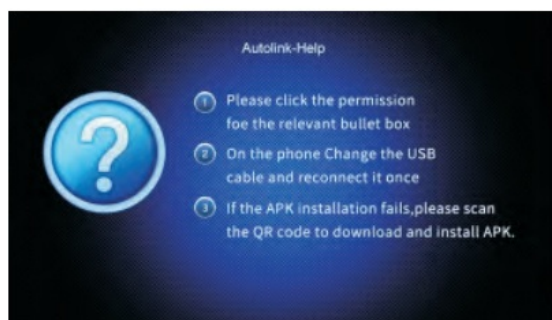 Autolink-Help
1 Please click the permission
foe the relevant bullet box
2 On the phone Change the USB
cable and reconnect it once
3 If the APK installation fails,please scan
the QR code to download and install APK.